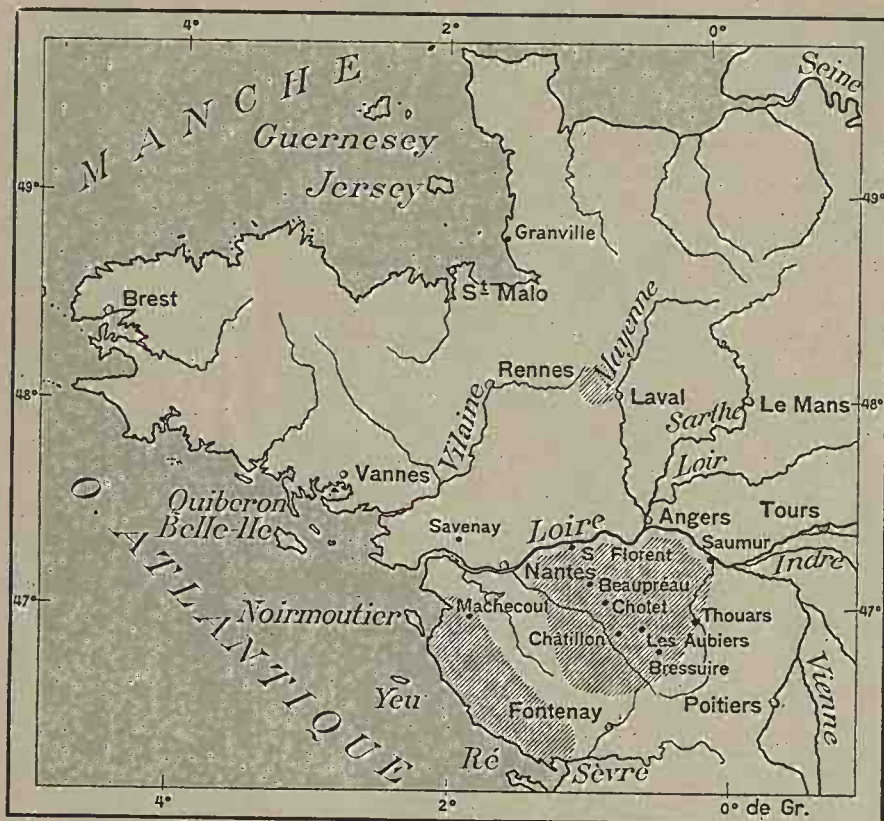 4°
2°
0°
MANCHE
Seine
Guernesey
Jersey
49°
49°
Granville
St Malo
Brest
Mayenne
Rennes
48°
Laval
Le Mans
48°
Sarthe
Vilaine
Vannes
Loir
Quiberon
Belle-Ile
Angers
Tours
Savenay
Loire
Saumur
S Florent
Indre
Nantes
Beaupréau
47°
Noirmoutier
Machecout
Chotet
Thouars
47°
Châtillon
Les Aubiers
Bressuire
O. ATLANTIQUE
Yeu
Fontenay
Poitiers
Vienne
Ré
Sèvre
4°
2°
0° de Gr.